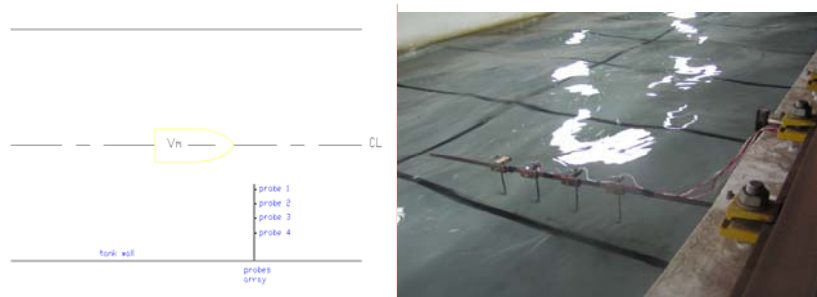 Vm
CL
probe 1
probe 2
probe 3
probe 4
tank wall
probes
array